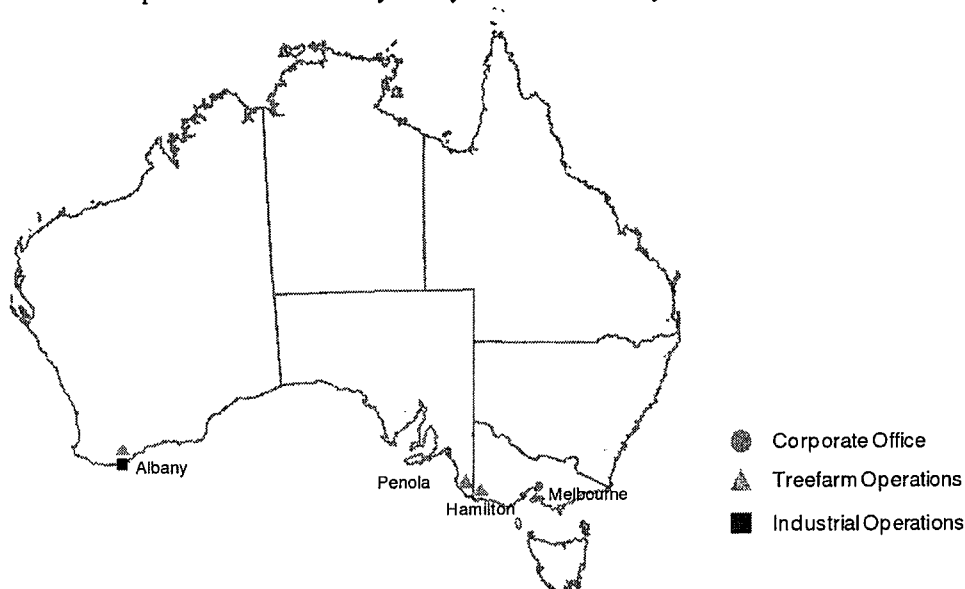 Albany
Penola
Hamilton
Melbourne
Corporate Office
Treefarm Operations
Industrial Operations